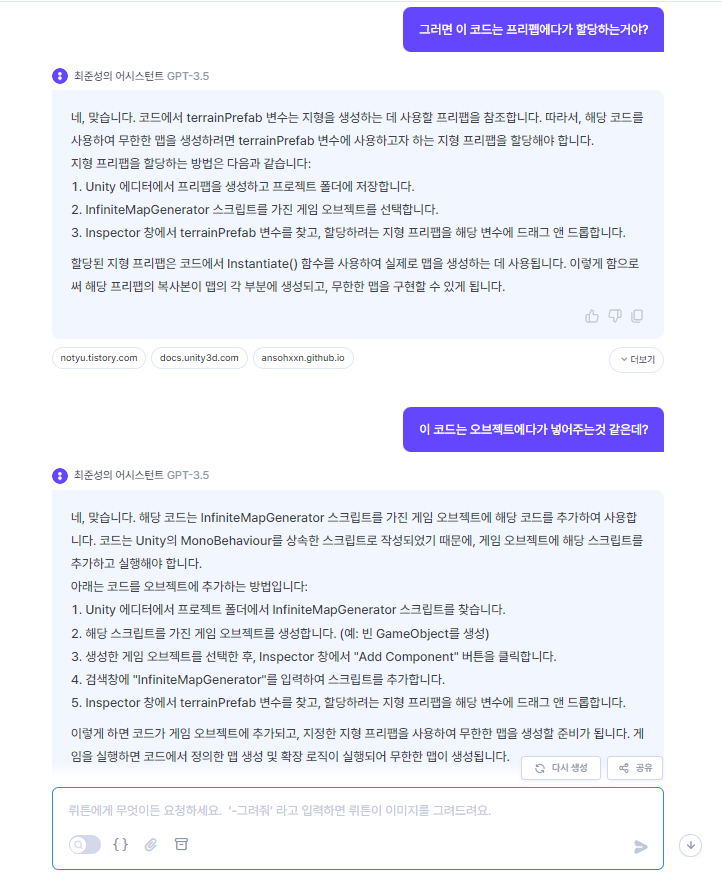 그러면 이 코드는 프리펩에다가 할당하는거야?
최준성의 어시스턴트 GPT-3.5
네, 맞습니다. 코드에서 terrainPrefab 변수는 지형을 생성하는 데 사용할 프리팹을 참조합니다. 따라서, 해당 코드를
사용하여 무한한 맵을 생성하려면 terrainPrefab 변수에 사용하고자 하는 지형 프리팹을 할당해야 합니다.
지형 프리팹을 할당하는 방법은 다음과 같습니다:
1. Unity 에디터에서 프리팹을 생성하고 프로젝트 폴더에 저장합니다.
2. InfiniteMapGenerator 스크립트를 가진 게임 오브젝트를 선택합니다.
3. Inspector 창에서 terrainPrefab 변수를 찾고, 할당하려는 지형 프리팹을 해당 변수에 드래그 앤 드롭합니다.
할당된 지형 프리팹은 코드에서 Instantiate() 함수를 사용하여 실제로 맵을 생성하는 데 사용됩니다. 이렇게 함으로
써 해당 프리팹의 복사본이 맵의 각 부분에 생성되고, 무한한 맵을 구현할 수 있게 됩니다.
notyu.tistory.com docs.unity3d.com ansohxxn.github.io 더보기
이 코드는 오브젝트에다가 넣어주는것 같은데?
최준성의 어시스턴트 GPT-3.5
네, 맞습니다. 해당 코드는 InfiniteMapGenerator 스크립트를 가진 게임 오브젝트에 해당 코드를 추가하여 사용합
니다. 코드는 Unity의 MonoBehaviour를 상속한 스크립트로 작성되었기 때문에, 게임 오브젝트에 해당 스크립트를
추가하고 실행해야 합니다.
아래는 코드를 오브젝트에 추가하는 방법입니다:
1. Unity 에디터에서 프로젝트 폴더에서 InfiniteMapGenerator 스크립트를 찾습니다.
2. 해당 스크립트를 가진 게임 오브젝트를 생성합니다. (예: 빈 GameObject를 생성)
3. 생성한 게임 오브젝트를 선택한 후, Inspector 창에서 "Add Component" 버튼을 클릭합니다.
4. 검색창에 "InfiniteMapGenerator"를 입력하여 스크립트를 추가합니다.
5. Inspector 창에서 terrainPrefab 변수를 찾고, 할당하려는 지형 프리팹을 해당 변수에 드래그 앤 드롭합니다.
이렇게 하면 코드가 게임 오브젝트에 추가되고, 지정한 지형 프리팹을 사용하여 무한한 맵을 생성할 준비가 됩니다. 게
임을 실행하면 코드에서 정의한 맵 생성 및 확장 로직이 실행되어 무한한 맵이 생성됩니다.
다시 생성 공유
뤼튼에게 무엇이든 요청하세요. '-그려줘' 라고 입력하면 뤼튼이 이미지를 그려드려요.